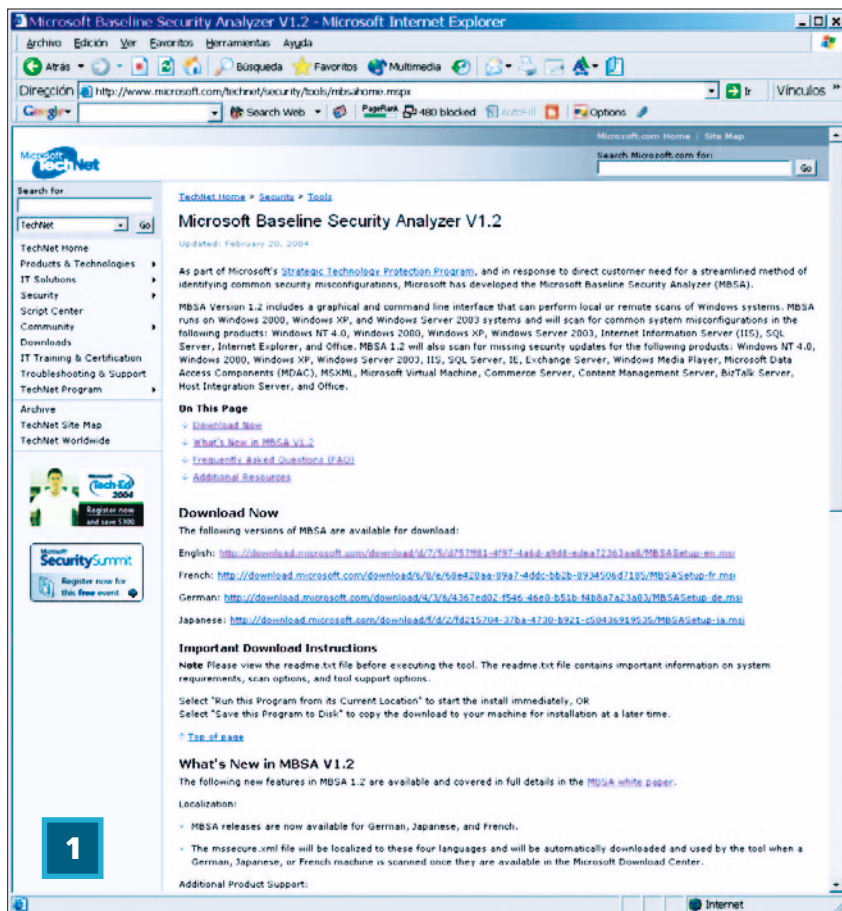 Microsoft Baseline Security Analyzer V1.2 - Microsoft Internet Explorer
Archivo Edición Ver Favoritos Herramientas Ayuda
Atrás Búsqueda Favoritos Multimedia
Dirección http://www.microsoft.com/technet/security/tools/mbsahome.mspx Ir Vínculos »
Google Search Web PageRank 480 blocked AutoFill Options
Microsoft.com Home | Site Map
Microsoft TechNet
Search Microsoft.com for:
Go
Search for
TechNet Go
TechNet Home
Products & Technologies
IT Solutions
Security
Script Center
Community
Downloads
IT Training & Certification
Troubleshooting & Support
TechNet Program
Archive
TechNet Site Map
TechNet Worldwide
Microsoft Tech·Ed 2004
Register now
and save $300
Microsoft Security Summit
Register now for
this free event
TechNet Home > Security > Tools
Microsoft Baseline Security Analyzer V1.2
Updated: February 20, 2004
As part of Microsoft's Strategic Technology Protection Program, and in response to direct customer need for a streamlined method of
identifying common security misconfigurations, Microsoft has developed the Microsoft Baseline Security Analyzer (MBSA).
MBSA Version 1.2 includes a graphical and command line interface that can perform local or remote scans of Windows systems. MBSA
runs on Windows 2000, Windows XP, and Windows Server 2003 systems and will scan for common system misconfigurations in the
following products: Windows NT 4.0, Windows 2000, Windows XP, Windows Server 2003, Internet Information Server (IIS), SQL
Server, Internet Explorer, and Office. MBSA 1.2 will also scan for missing security updates for the following products: Windows NT 4.0,
Windows 2000, Windows XP, Windows Server 2003, IIS, SQL Server, IE, Exchange Server, Windows Media Player, Microsoft Data
Access Components (MDAC), MSXML, Microsoft Virtual Machine, Commerce Server, Content Management Server, BizTalk Server,
Host Integration Server, and Office.
On This Page
Download Now
What's New in MBSA V1.2
Frequently Asked Questions (FAQ)
Additional Resources
Download Now
The following versions of MBSA are available for download:
English:
French:
German:
Japanese:
Important Download Instructions
Note Please view the readme.txt file before executing the tool. The readme.txt file contains important information on system
requirements, scan options, and tool support options.
Select "Run this Program from its Current Location" to start the install immediately, OR
Select "Save this Program to Disk" to copy the download to your machine for installation at a later time.
Top of page
What's New in MBSA V1.2
The following new features in MBSA 1.2 are available and covered in full details in the MBSA white paper.
Localization:
MBSA releases are now available for German, Japanese, and French.
The mssecure.xml file will be localized to these four languages and will be automatically downloaded and used by the tool when a
German, Japanese, or French machine is scanned once they are available in the Microsoft Download Center.
Additional Product Support:
1
Internet